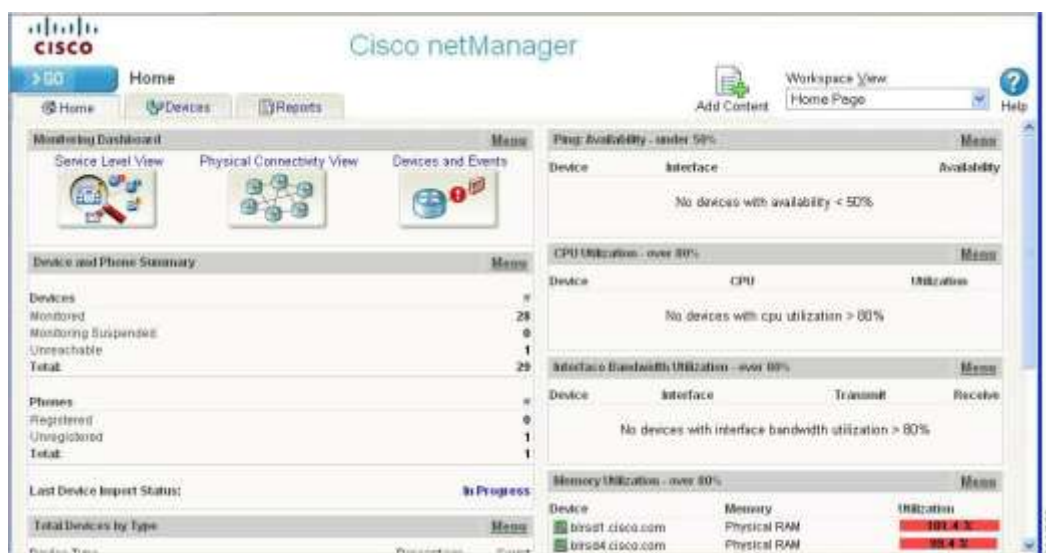 CISCO
Cisco netManager
GO
Home
Add Content
Workspace View:
Home Page
Help
Home
Devices
Reports
Monitoring Dashboard
Menu
Service Level View
Physical Connectivity View
Devices and Events
Device and Phone Summary
Menu
Devices
#
Monitored
28
Monitoring Suspended
0
Unreachable
1
Total:
29
Phones
#
Registered
0
Unregistered
1
Total:
1
Last Device Import Status:
In Progress
Total Devices by Type
Menu
Device Type
Ping: Availability - under 50%
Menu
Device
Interface
Availability
No devices with availability < 50%
CPU Utilization - over 80%
Menu
Device
CPU
Utilization
No devices with cpu utilization > 80%
Interface Bandwidth Utilization - over 80%
Menu
Device
Interface
Transmit
Receive
No devices with interface bandwidth utilization > 80%
Memory Utilization - over 80%
Menu
Device
Memory
Utilization
Physical RAM
Physical RAM
99.4 %